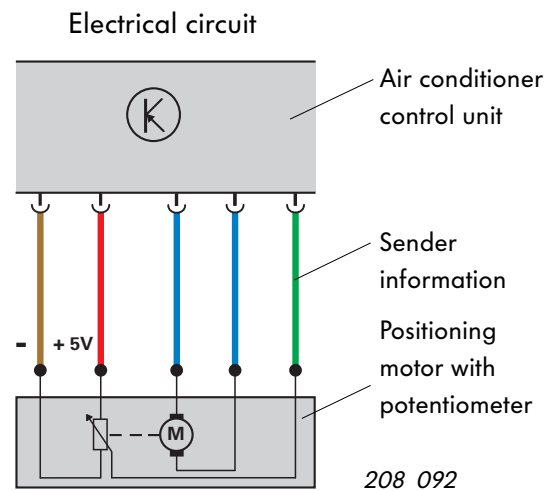 Electrical circuit
Air conditioner
control unit
Sender
information
- + 5V
Positioning
motor with
potentiometer
M
208 092